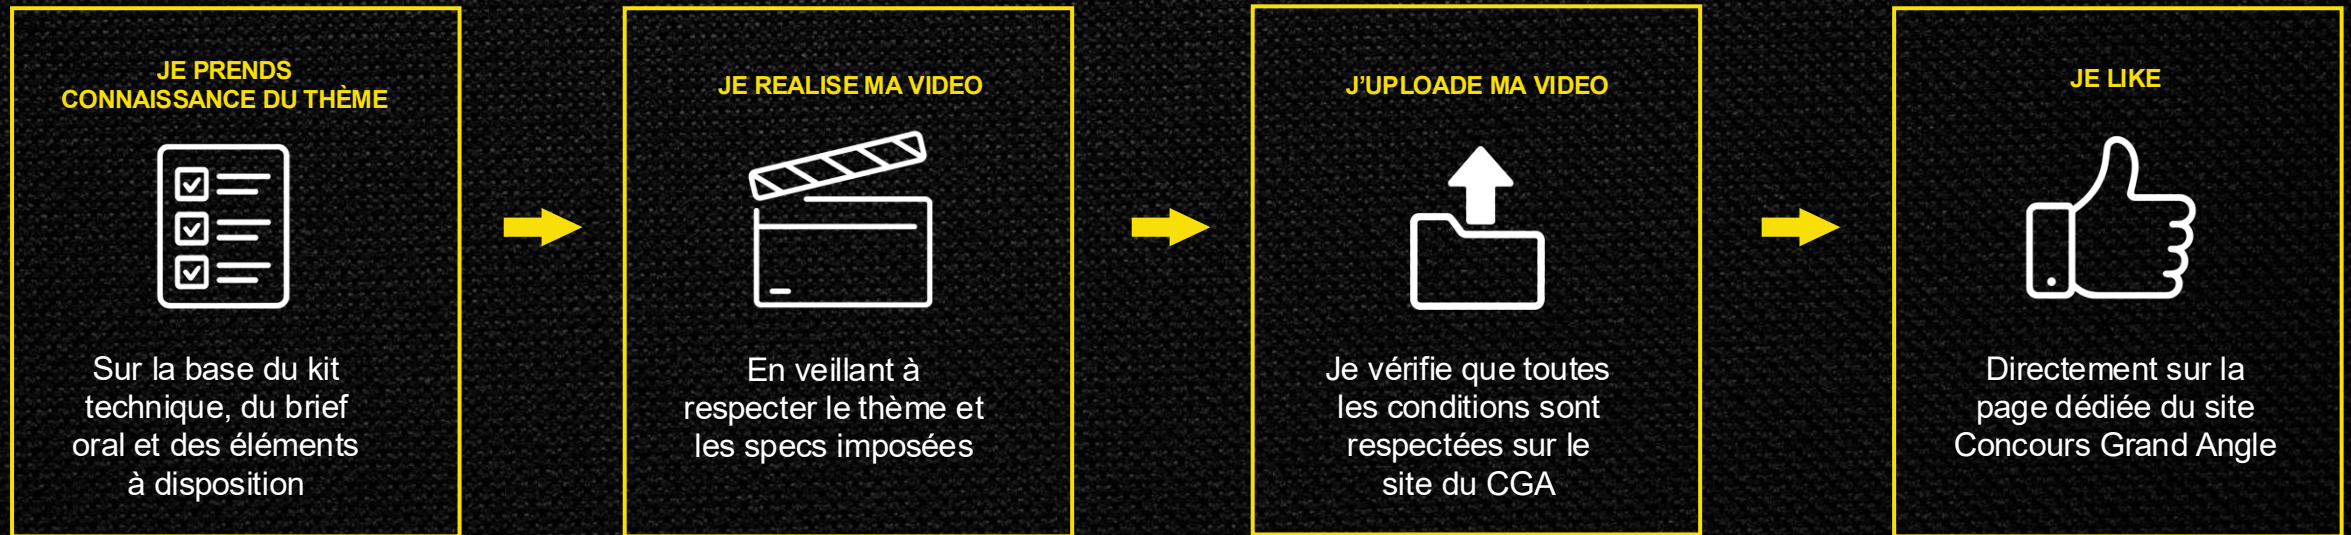 JE PRENDS
CONNAISSANCE DU THÈME
Sur la base du kit
technique, du brief
oral et des éléments
à disposition
JE REALISE MA VIDEO
En veillant à
respecter le thème et
les specs imposées
J’UPLOADE MA VIDEO
Je vérifie que toutes
les conditions sont
respectées sur le
site du CGA
JE LIKE
Directement sur la
page dédiée du site
Concours Grand Angle